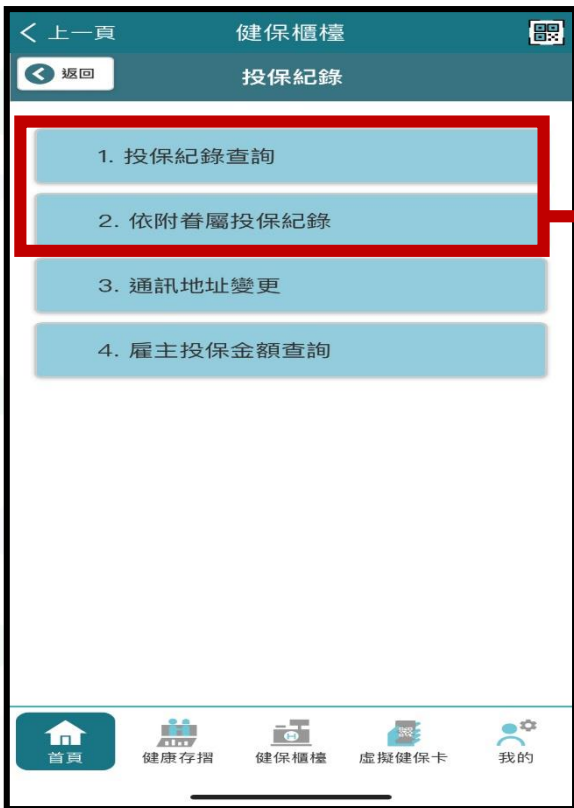 上一頁 健保櫃檯
返回 投保紀錄
1. 投保紀錄查詢
2. 依附眷屬投保紀錄
3. 通訊地址變更
4. 雇主投保金額查詢
首頁 健康存摺 健保櫃檯 虛擬健保卡 我的